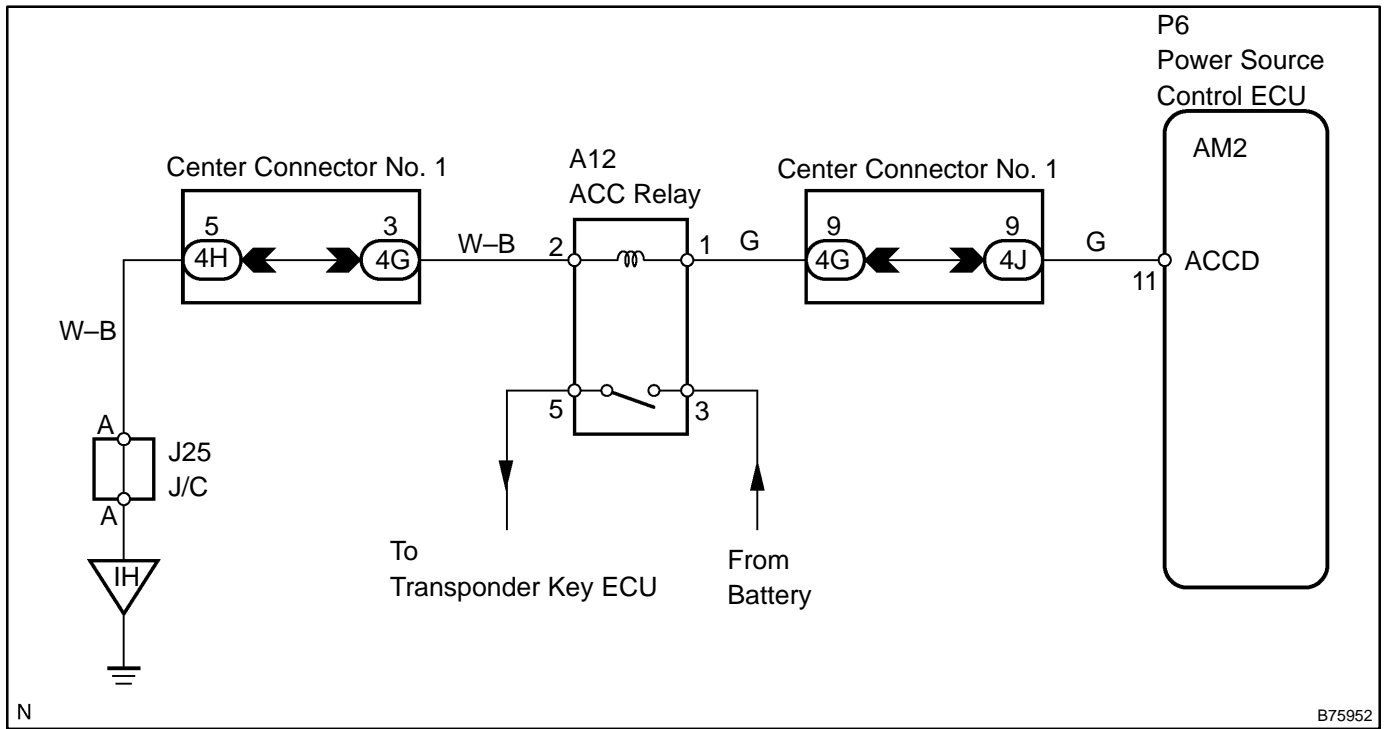 P6
Power Source
Control ECU
AM2
Center Connector No. 1
A12
ACC Relay
Center Connector No. 1
5
3
9
9
4H
4G
W–B
2
1
G
4G
4J
G
11
ACCD
W–B
5
3
A
J25
J/C
A
IH
To
Transponder Key ECU
From
Battery
N
B75952